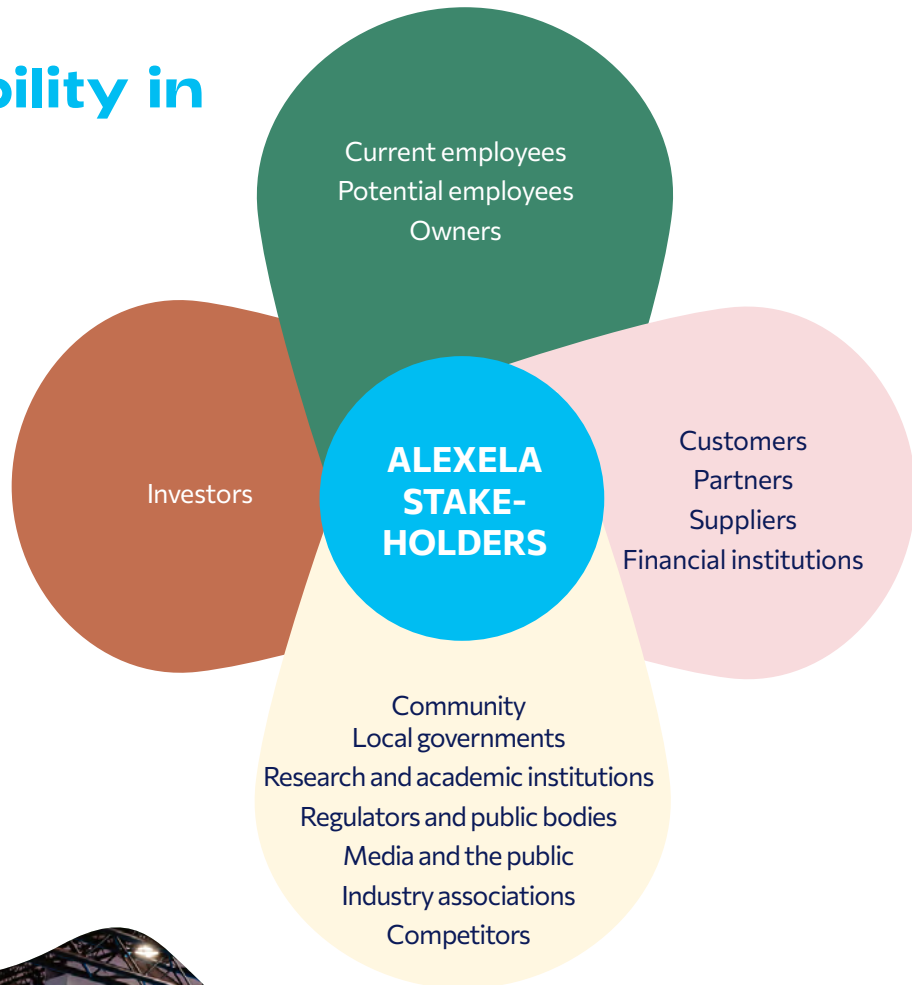 bility in
Current employees
Potential employees
Owners
Investors
ALEXELA
STAKE-
HOLDERS
Customers
Partners
Suppliers
Financial institutions
Community
Local governments
Research and academic institutions
Regulators and public bodies
Media and the public
Industry associations
Competitors